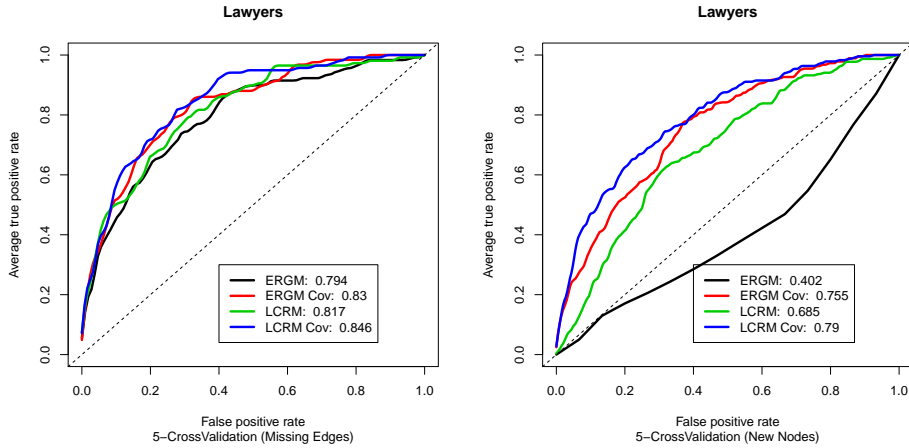 Lawyers
Average true positive rate
1.0
0.8
0.6
0.4
0.2
0.0
ERGM: 0.794
ERGM Cov: 0.83
LCRM: 0.817
LCRM Cov: 0.846
0.0 0.2 0.4 0.6 0.8 1.0
False positive rate
5−CrossValidation (Missing Edges)
Lawyers
Average true positive rate
1.0
0.8
0.6
0.4
0.2
0.0
ERGM: 0.402
ERGM Cov: 0.755
LCRM: 0.685
LCRM Cov: 0.79
0.0 0.2 0.4 0.6 0.8 1.0
False positive rate
5−CrossValidation (New Nodes)